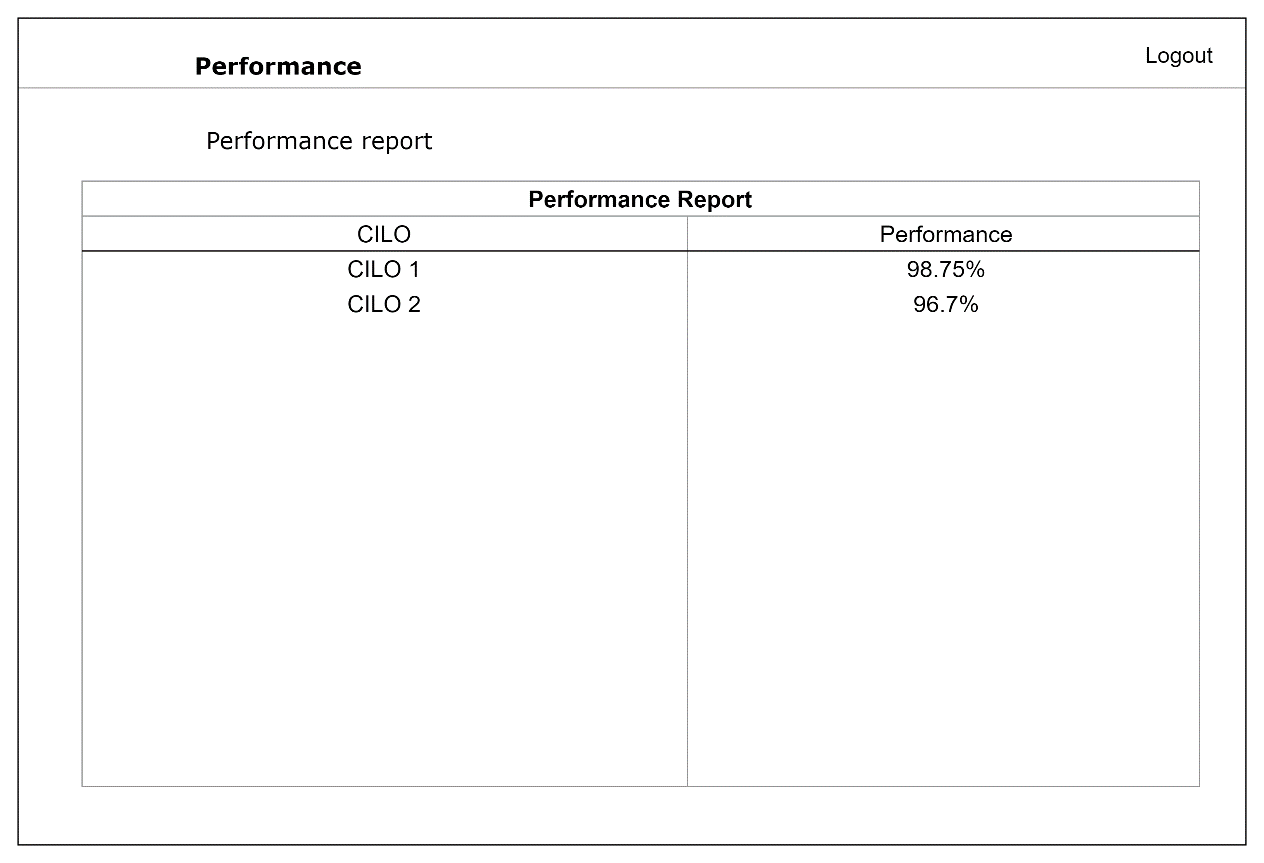 Performance
Logout
Performance report
Performance Report
CILO Performance
CILO 1 98.75%
CILO 2 96.7%